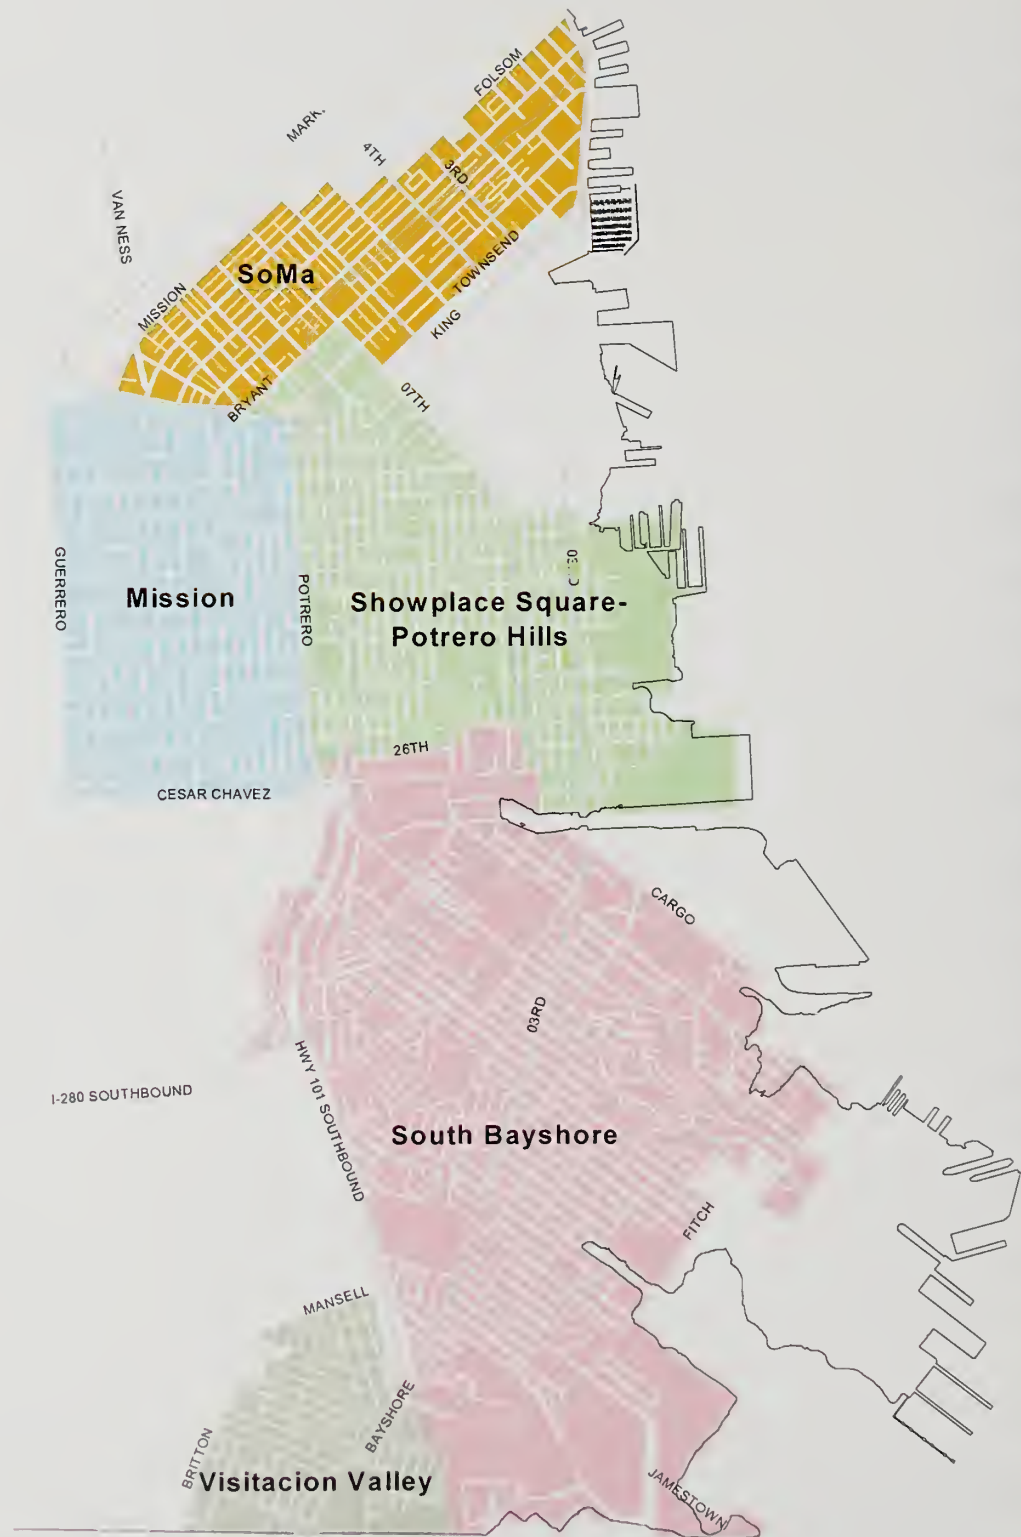 FOLSOM
4TH
3RD
VAN NESS
SoMa
TOWNSEND
MISSION
KING
BRYANT
07TH
GUERRERO
POTRERO
Mission
Showplace Square-
Potrero Hills
26TH
CESAR CHAVEZ
CARGO
03RD
HWY 101 SOUTHBOUND
I-280 SOUTHBOUND
South Bayshore
FITCH
MANSELL
BAYSHORE
BRITTON
Visitacion Valley
JAMESTOWN